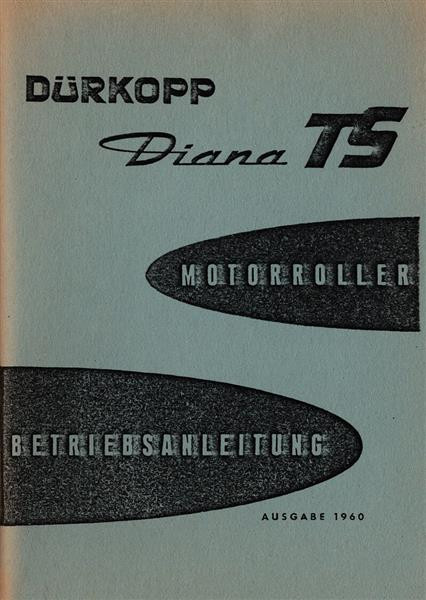 DÜRKOPP
Diana TS
MOTORROLLER
BETRIEBSANLEITUNG
AUSGABE 1960